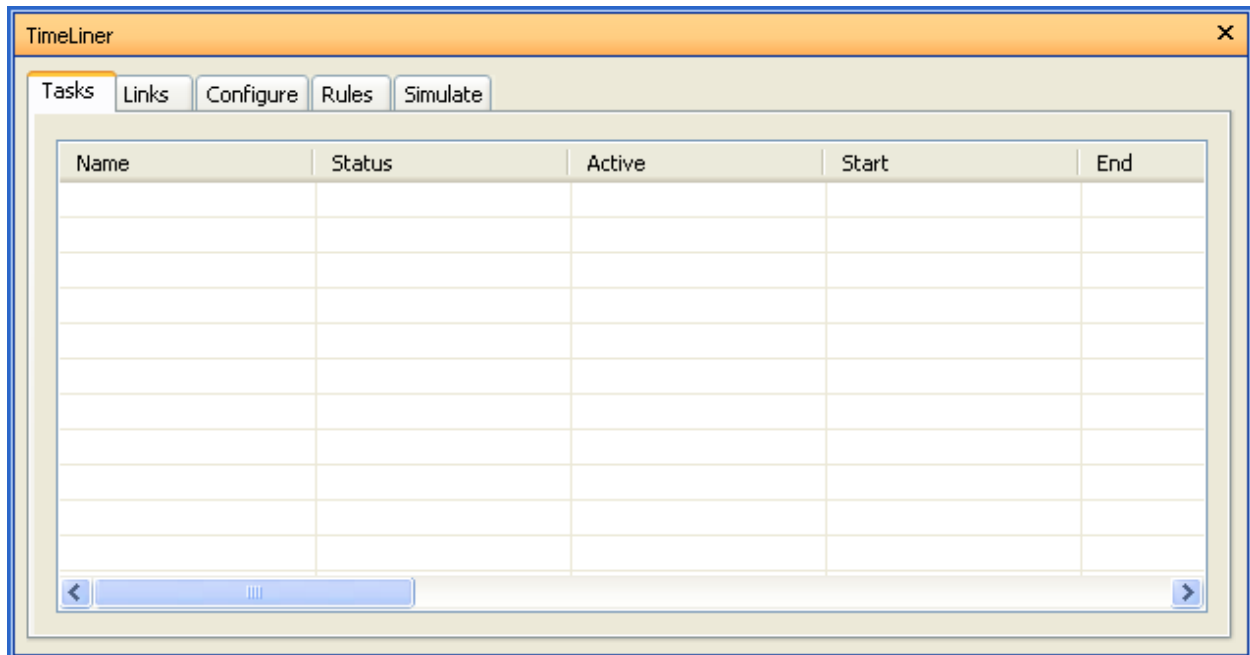 TimeLiner
Tasks Links Configure Rules Simulate
Name Status Active Start End